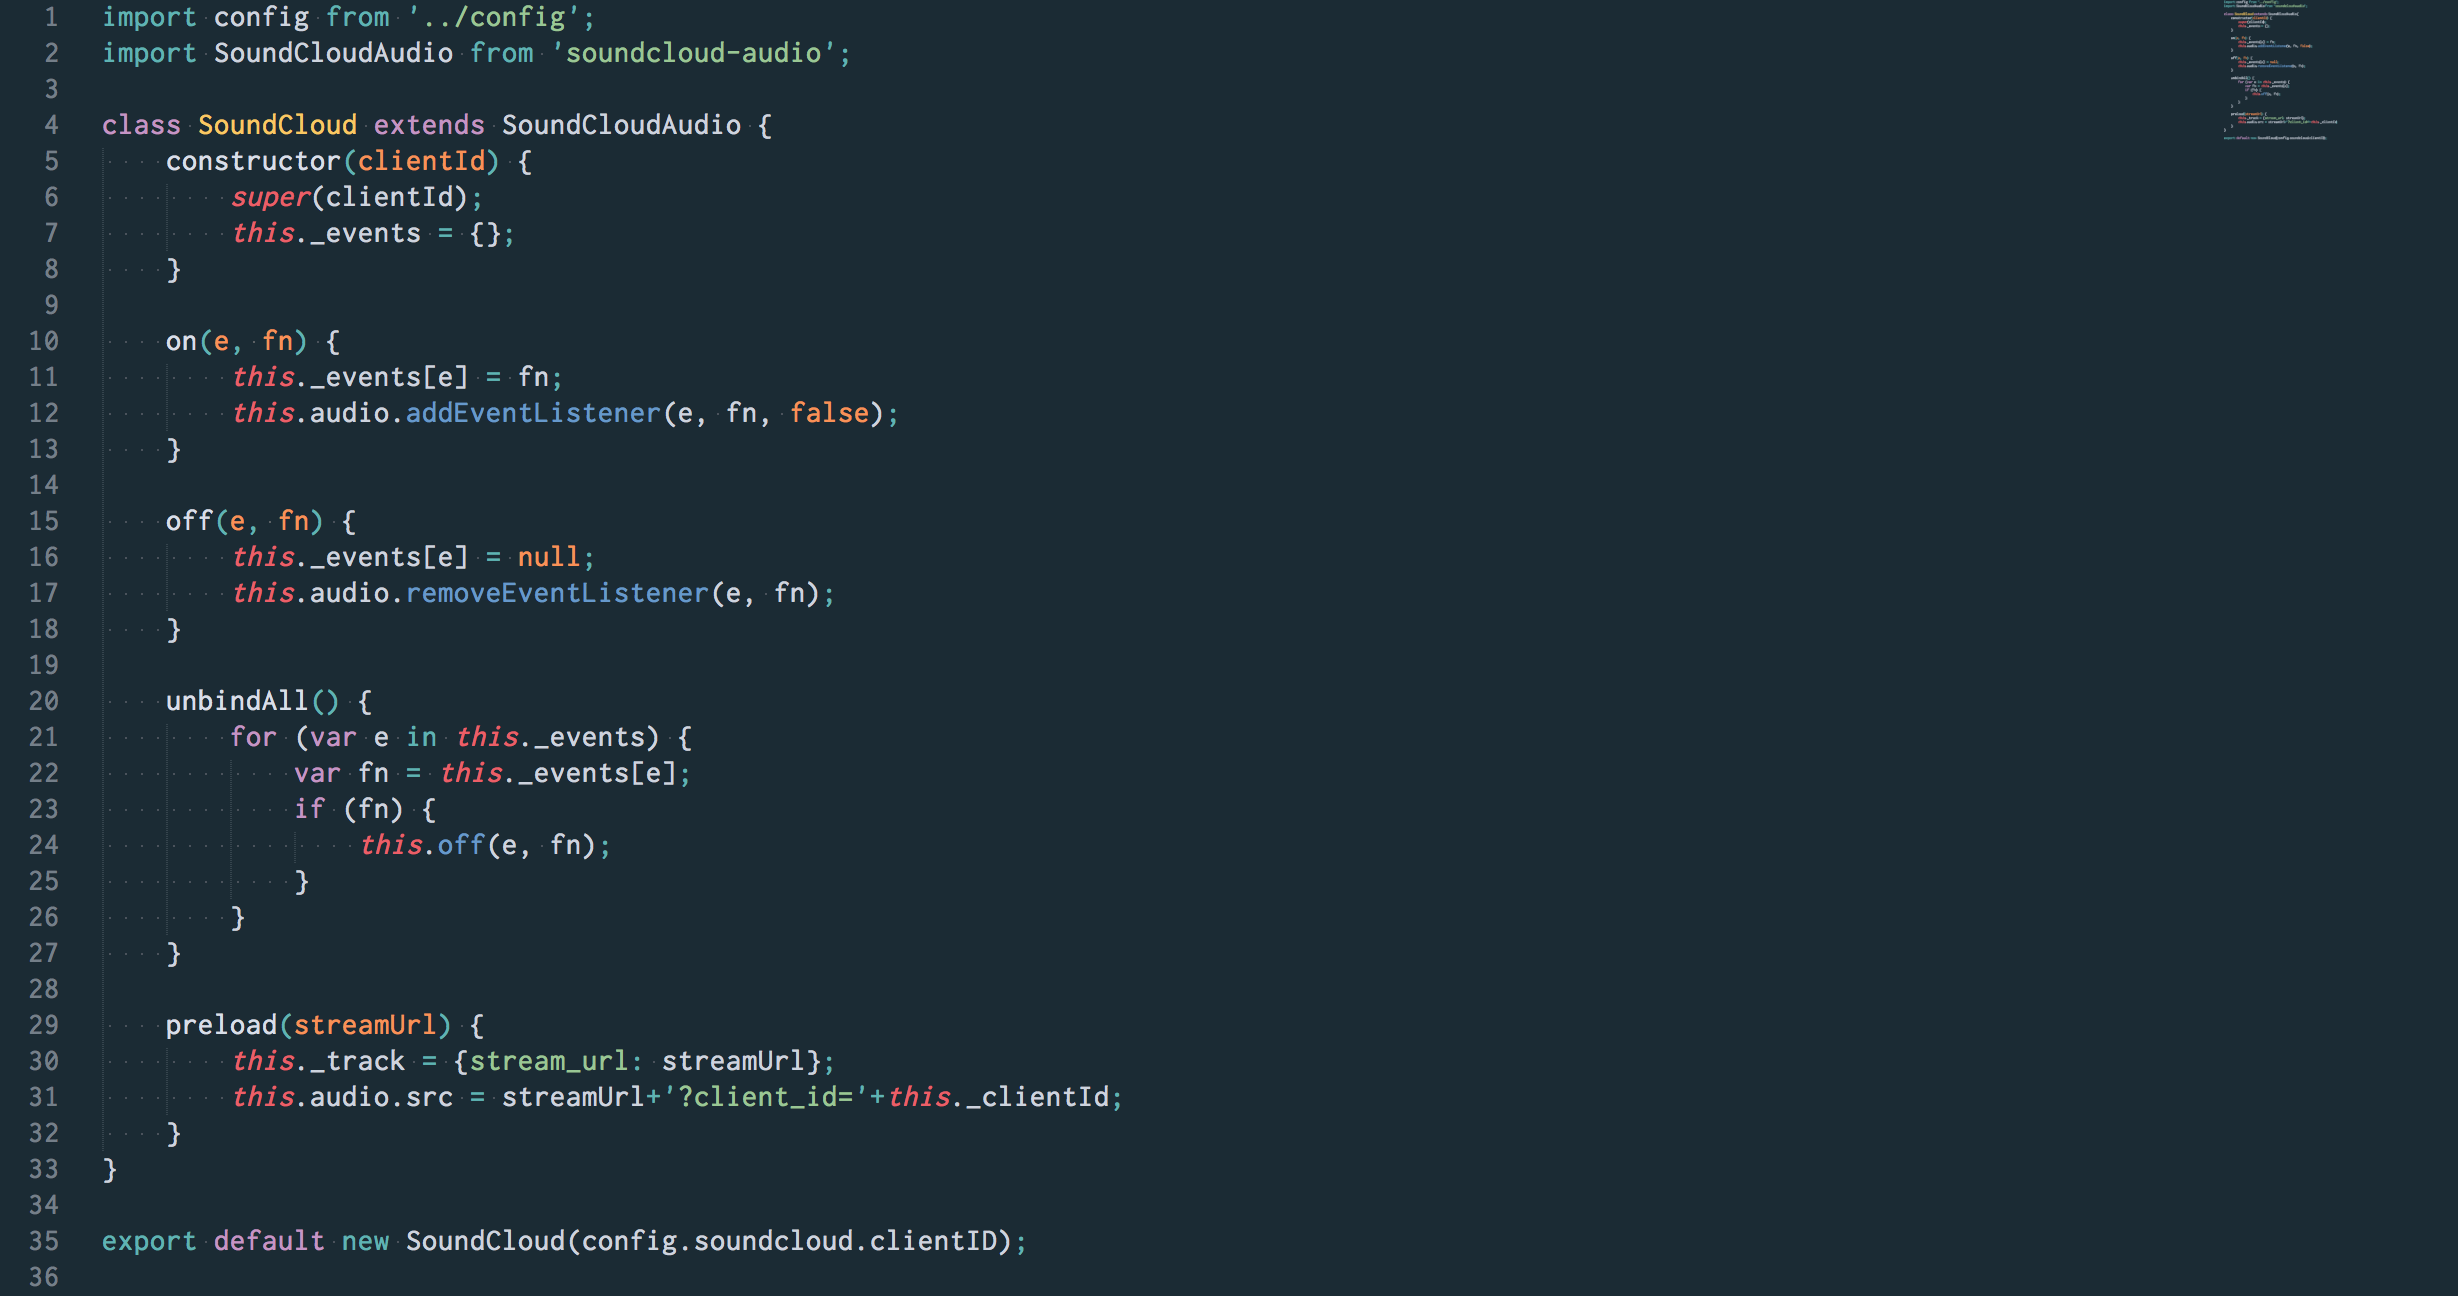 1 import config from '../config';
2 import SoundCloudAudio from 'soundcloud-audio';
3
4 class SoundCloud extends SoundCloudAudio {
5     constructor(clientId) {
6         super(clientId);
7         this._events = {};
8     }
9
10     on(e, fn) {
11         this._events[e] = fn;
12         this.audio.addEventListener(e, fn, false);
13     }
14
15     off(e, fn) {
16         this._events[e] = null;
17         this.audio.removeEventListener(e, fn);
18     }
19
20     unbindAll() {
21         for (var e in this._events) {
22             var fn = this._events[e];
23             if (fn) {
24                 this.off(e, fn);
25             }
26         }
27     }
28
29     preload(streamUrl) {
30         this._track = {stream_url: streamUrl};
31         this.audio.src = streamUrl+'?client_id='+this._clientId;
32     }
33 }
34
35 export default new SoundCloud(config.soundcloud.clientID);
36